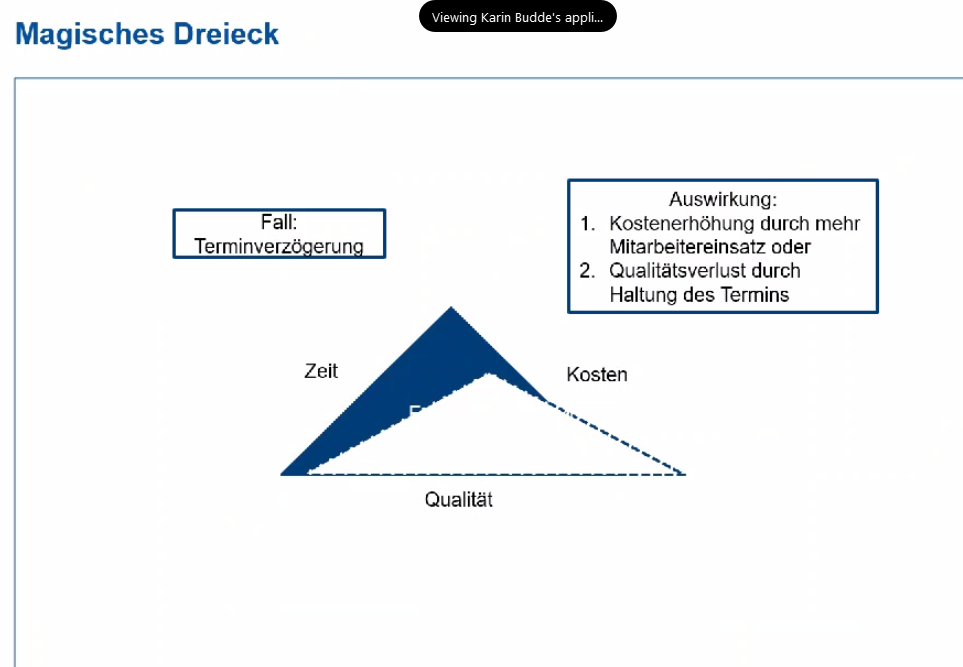 Viewing Karin Budde's appli...
Magisches Dreieck
Fall:
Terminverzögerung
Auswirkung:
1. Kostenerhöhung durch mehr
Mitarbeitereinsatz oder
2. Qualitätsverlust durch
Haltung des Termins
Zeit
Kosten
Qualität